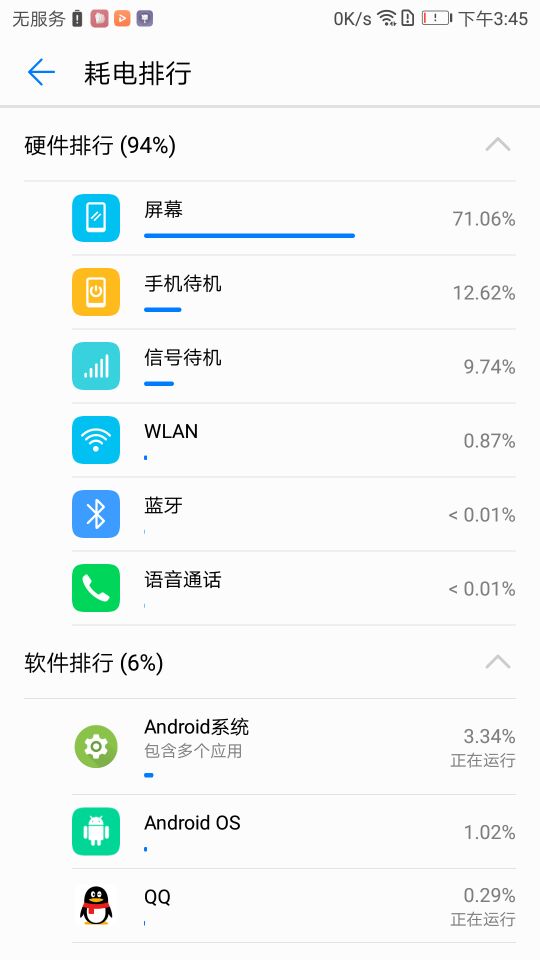 无服务 0K/s 下午3:45
耗电排行
硬件排行 (94%)
屏幕 71.06%
手机待机 12.62%
信号待机 9.74%
WLAN 0.87%
蓝牙 < 0.01%
语音通话 < 0.01%
软件排行 (6%)
Android系统 3.34%
包含多个应用 正在运行
Android OS 1.02%
QQ 0.29%
正在运行